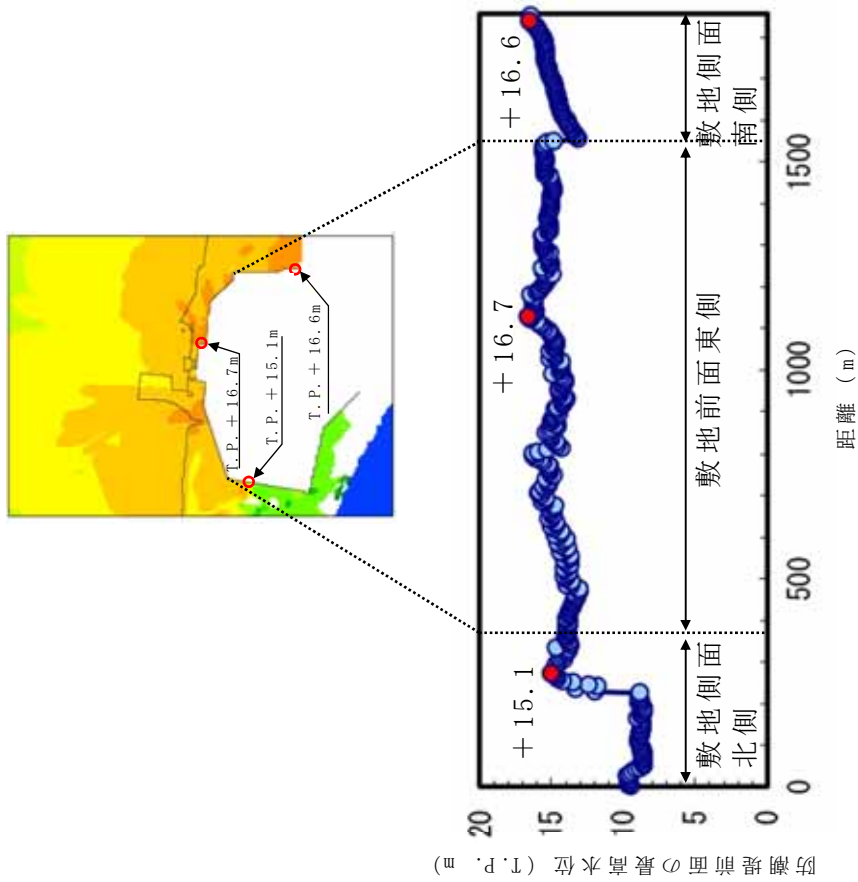 T.P.+16.7m
T.P.+15.1m
T.P.+16.6m
+15.1
+16.7
+16.6
敷地側面
北側
敷地前面東側
敷地側面
南側
20
15
10
5
0
0
500
1000
1500
距離 (m)
防潮堤前面の最高水位 (T.P. m)